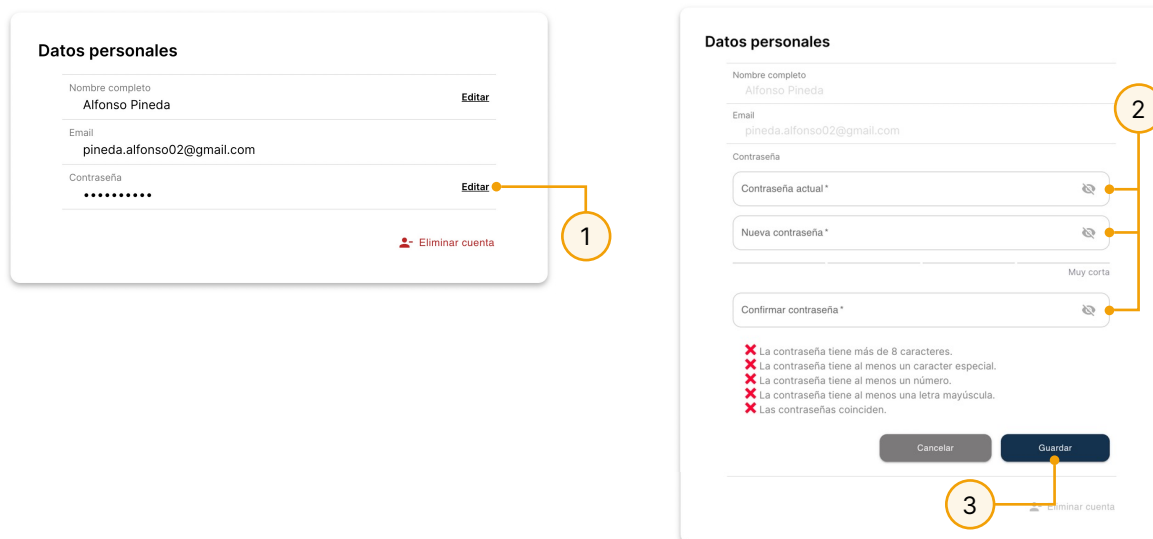 Datos personales
Nombre completo
Alfonso Pineda
Editar
Email
pineda.alfonso02@gmail.com
Contraseña
••••••••••
Editar
1
Eliminar cuenta
Datos personales
Nombre completo
Alfonso Pineda
Email
pineda.alfonso02@gmail.com
Contraseña
2
Contraseña actual *
Nueva contraseña *
Muy corta
Confirmar contraseña *
❌ La contraseña tiene más de 8 caracteres.
❌ La contraseña tiene al menos un caracter especial.
❌ La contraseña tiene al menos un número.
❌ La contraseña tiene al menos una letra mayúscula.
❌ Las contraseñas coinciden.
Cancelar
Guardar
3
Eliminar cuenta